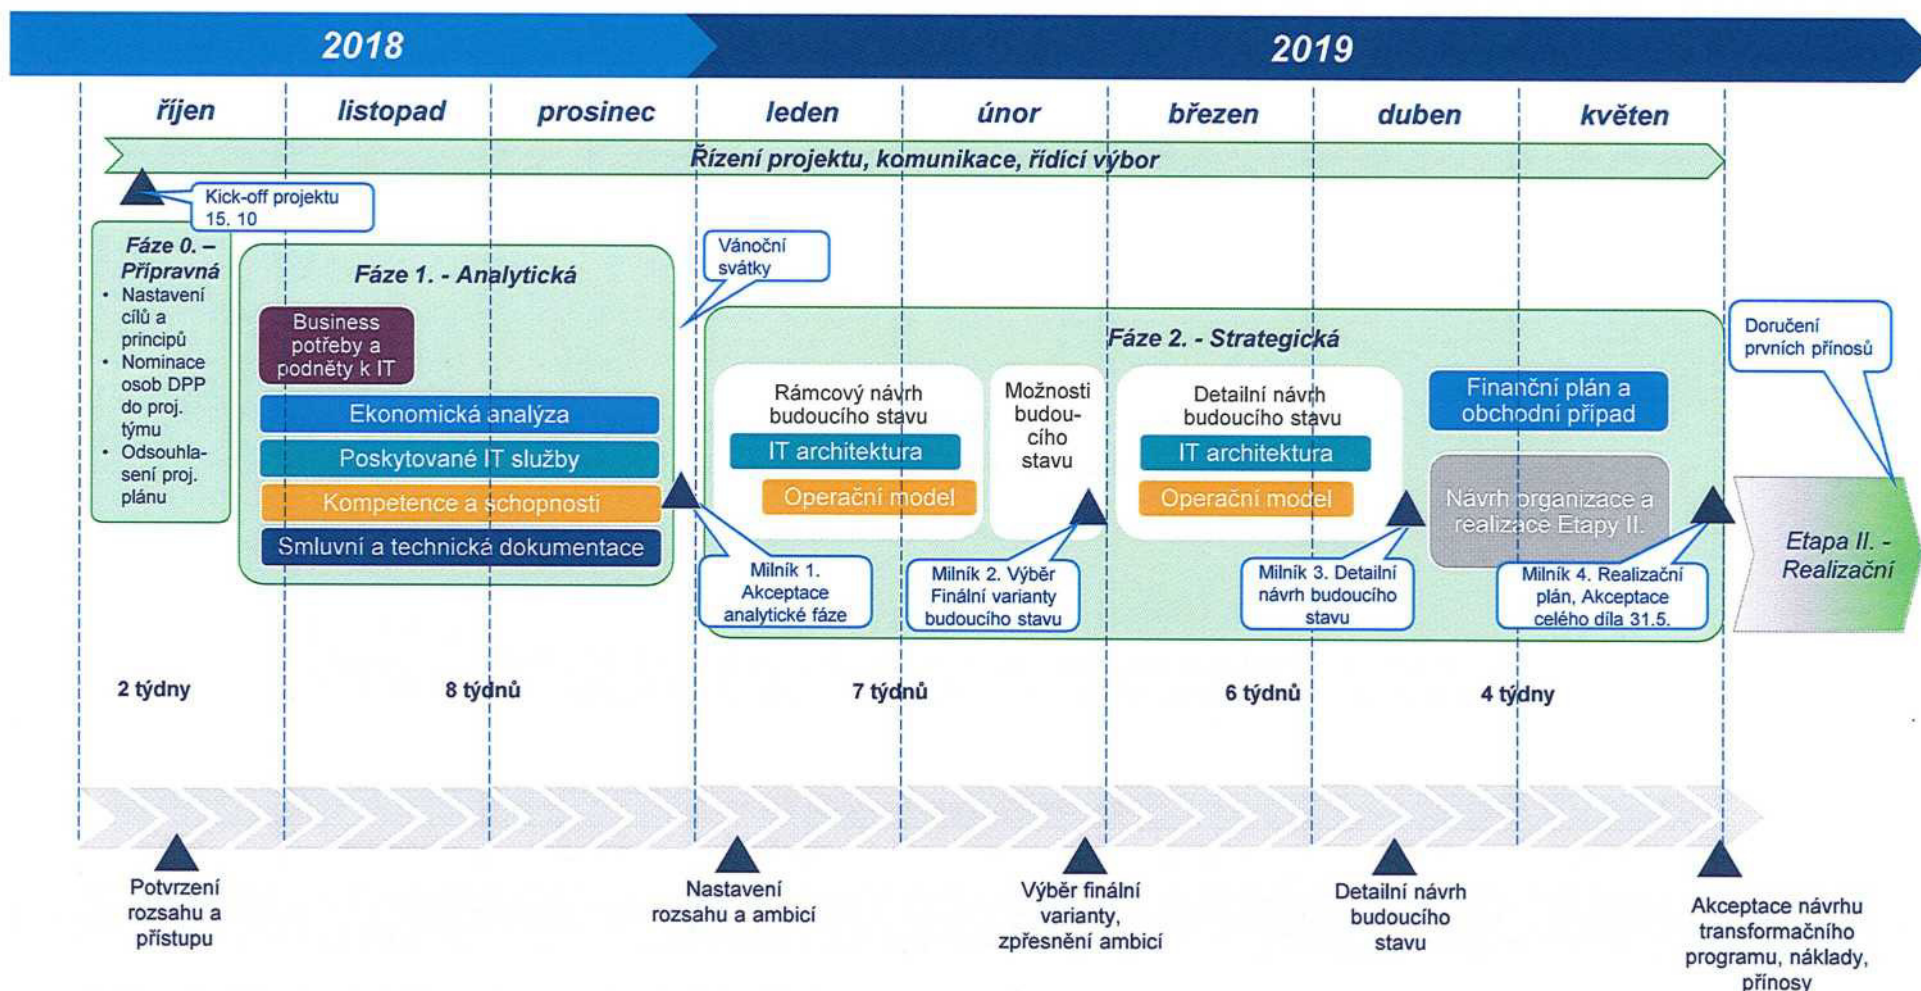 2018
2019
říjen
listopad
prosinec
leden
únor
březen
duben
květen
Řízení projektu, komunikace, řídící výbor
Kick-off projektu
15. 10
Fáze 0. –
Přípravná
• Nastavení
cílů a
principů
• Nominace
osob DPP
do proj.
týmu
• Odsouhla-
sení proj.
plánu
Fáze 1. - Analytická
Business
potřeby a
podněty k IT
Ekonomická analýza
Poskytované IT služby
Kompetence a schopnosti
Smluvní a technická dokumentace
Vánoční
svátky
Milník 1.
Akceptace
analytické fáze
Fáze 2. - Strategická
Rámcový návrh
budoucího stavu
IT architektura
Operační model
Možnosti
budou-
cího
stavu
Milník 2. Výběr
Finální varianty
budoucího stavu
Detailní návrh
budoucího stavu
IT architektura
Operační model
Milník 3. Detailní
návrh budoucího
stavu
Finanční plán a
obchodní případ
Návrh organizace a
realizace Etapy II.
Milník 4. Realizační
plán, Akceptace
celého díla 31.5.
Doručení
prvních přínosů
Etapa II. -
Realizační
2 týdny
8 týdnů
7 týdnů
6 týdnů
4 týdny
Potvrzení
rozsahu a
přístupu
Nastavení
rozsahu a ambicí
Výběr finální
varianty,
zpřesnění ambicí
Detailní návrh
budoucího
stavu
Akceptace návrhu
transformačního
programu, náklady,
přínosy